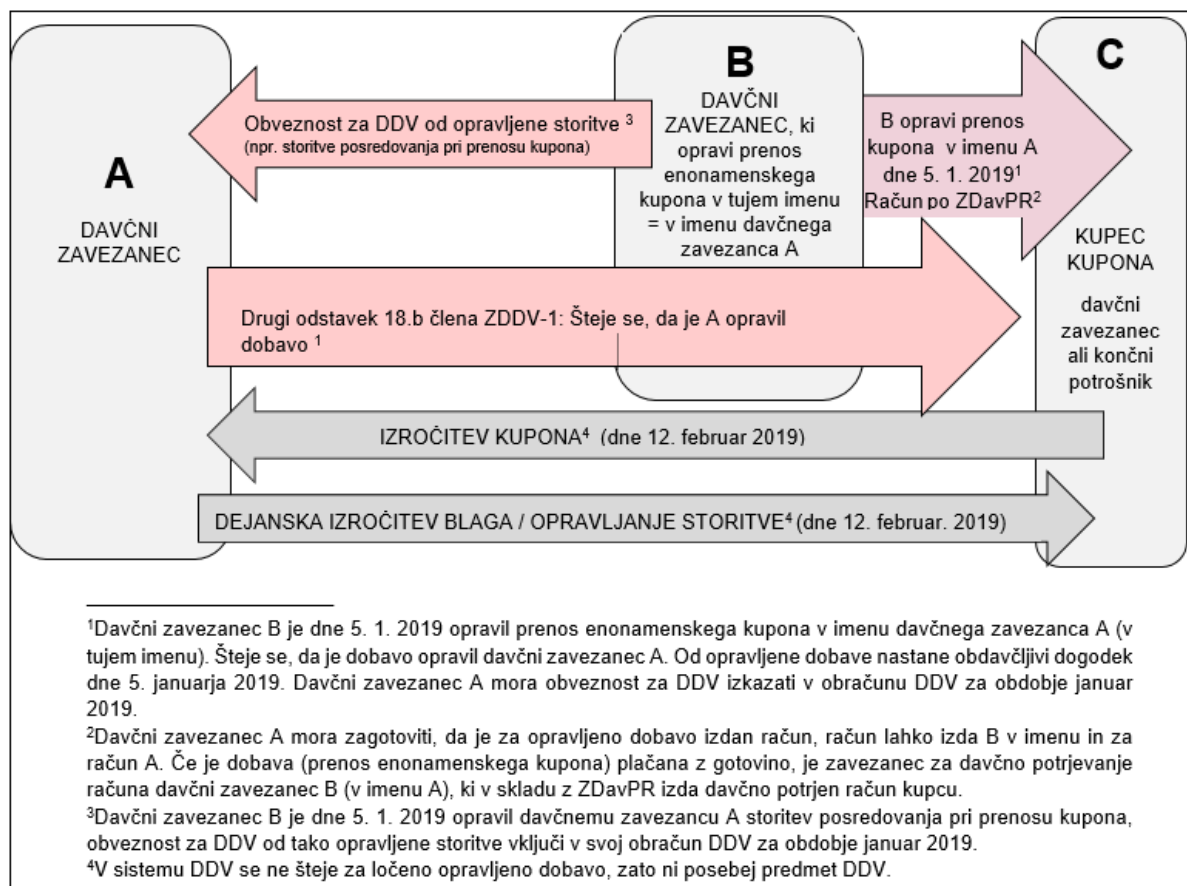 A
DAVČNI
ZAVEZANEC
Obveznost za DDV od opravljene storitve ³
(npr. storitve posredovanja pri prenosu kupona)
B
DAVČNI
ZAVEZANEC, ki
opravi prenos
enonamenskega
kupona v tujem imenu
= v imenu davčnega
zavezanca A
B opravi prenos
kupona v imenu A
dne 5. 1. 2019¹
Račun po ZDavPR²
C
KUPEC
KUPONA
davčni
zavezanec
ali končni
potrošnik
Drugi odstavek 18.b člena ZDDV-1: Šteje se, da je A opravil
dobavo ¹
IZROČITEV KUPONA⁴ (dne 12. februar 2019)
DEJANSKA IZROČITEV BLAGA / OPRAVLJANJE STORITVE⁴ (dne 12. februar. 2019)
¹Davčni zavezanec B je dne 5. 1. 2019 opravil prenos enonamenskega kupona v imenu davčnega zavezanca A (v
tujem imenu). Šteje se, da je dobavo opravil davčni zavezanec A. Od opravljene dobave nastane obdavčljivi dogodek
dne 5. januarja 2019. Davčni zavezanec A mora obveznost za DDV izkazati v obračunu DDV za obdobje januar
2019.
²Davčni zavezanec A mora zagotoviti, da je za opravljeno dobavo izdan račun, račun lahko izda B v imenu in za
račun A. Če je dobava (prenos enonamenskega kupona) plačana z gotovino, je zavezanec za davčno potrjevanje
računa davčni zavezanec B (v imenu A), ki v skladu z ZDavPR izda davčno potrjen račun kupcu.
³Davčni zavezanec B je dne 5. 1. 2019 opravil davčnemu zavezancu A storitev posredovanja pri prenosu kupona,
obveznost za DDV od tako opravljene storitve vključi v svoj obračun DDV za obdobje januar 2019.
⁴V sistemu DDV se ne šteje za ločeno opravljeno dobavo, zato ni posebej predmet DDV.